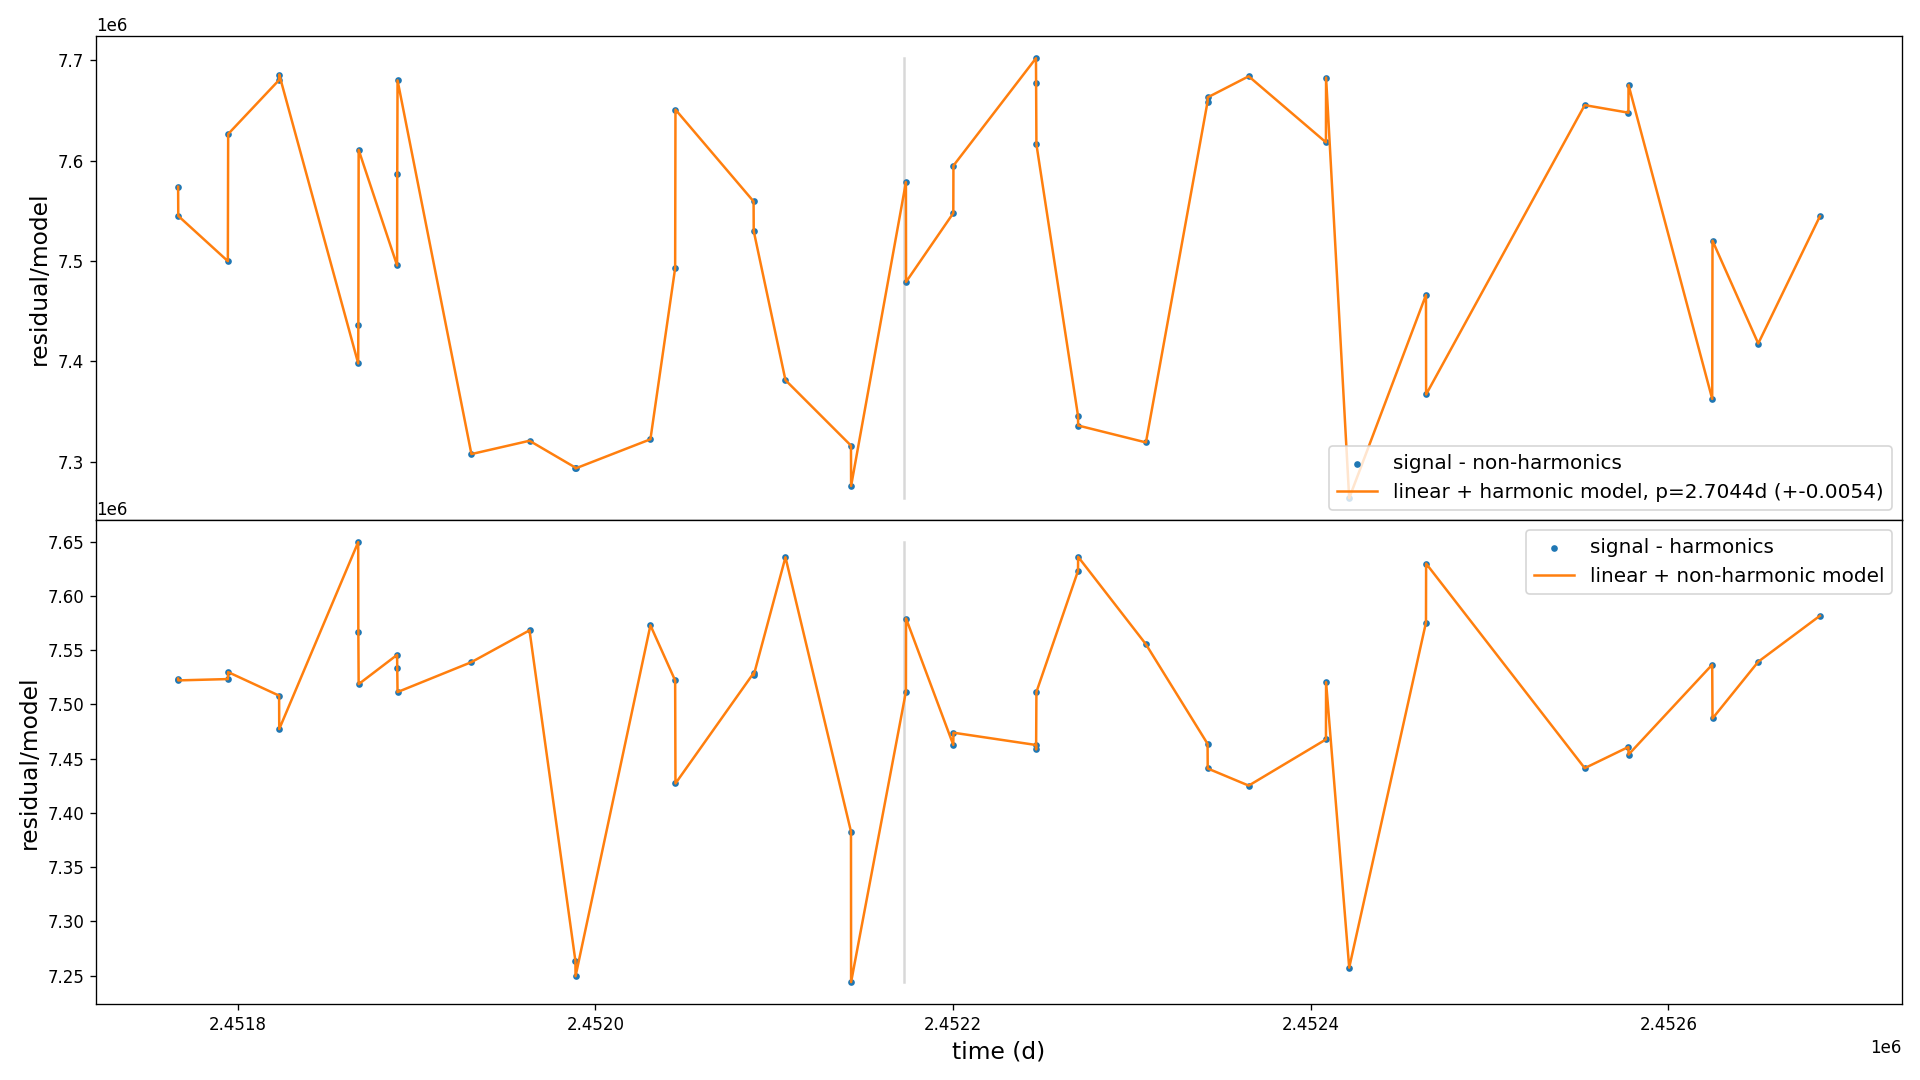 1e6
7.7
7.6
7.5
7.4
7.3
residual/model
signal - non-harmonics
linear + harmonic model, p=2.7044d (+-0.0054)
1e6
7.65
7.60
7.55
7.50
7.45
7.40
7.35
7.30
7.25
residual/model
signal - harmonics
linear + non-harmonic model
2.4518
2.4520
2.4522
2.4524
2.4526
time (d)
1e6